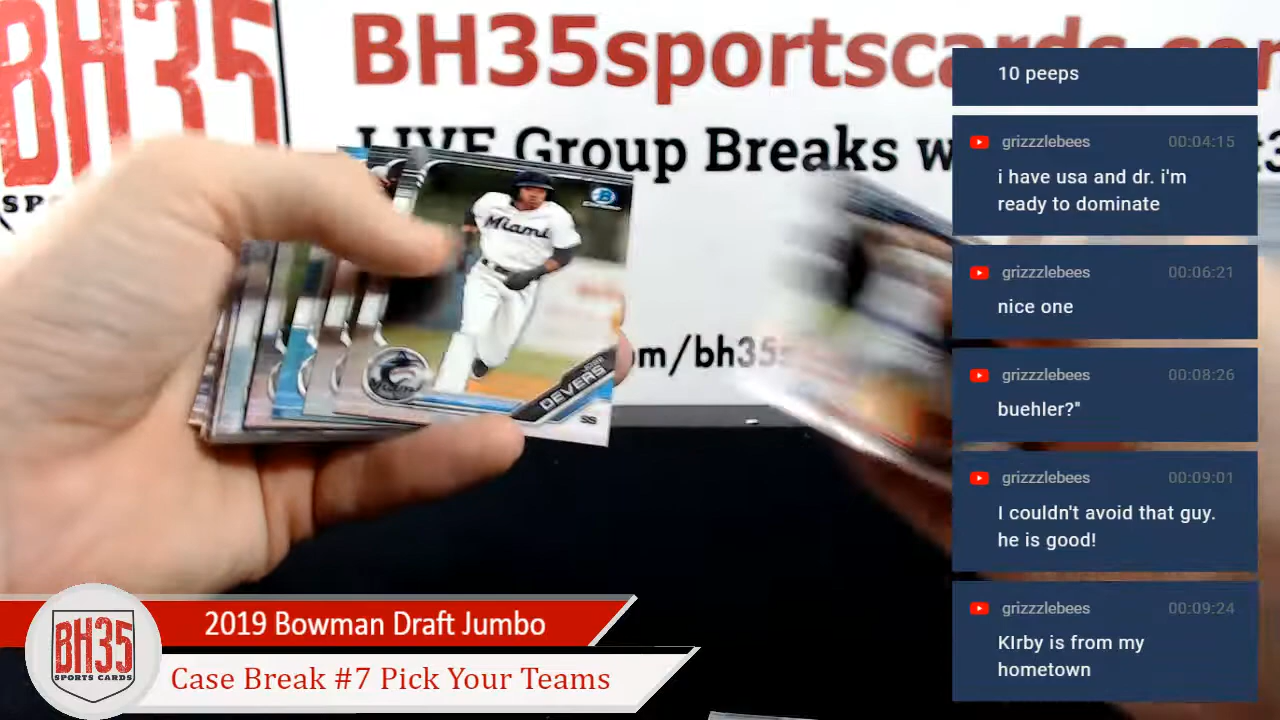 BH35
BH35sportscards.co
LIVE Group Breaks w
om/bh35s
Miami
DEVERS
SS
BH35
SPORTS CARDS
2019 Bowman Draft Jumbo
Case Break #7 Pick Your Teams
10 peeps
grizzzlebees 00:04:15
i have usa and dr. i'm
ready to dominate
grizzzlebees 00:06:21
nice one
grizzzlebees 00:08:26
buehler?"
grizzzlebees 00:09:01
I couldn't avoid that guy.
he is good!
grizzzlebees 00:09:24
KIrby is from my
hometown